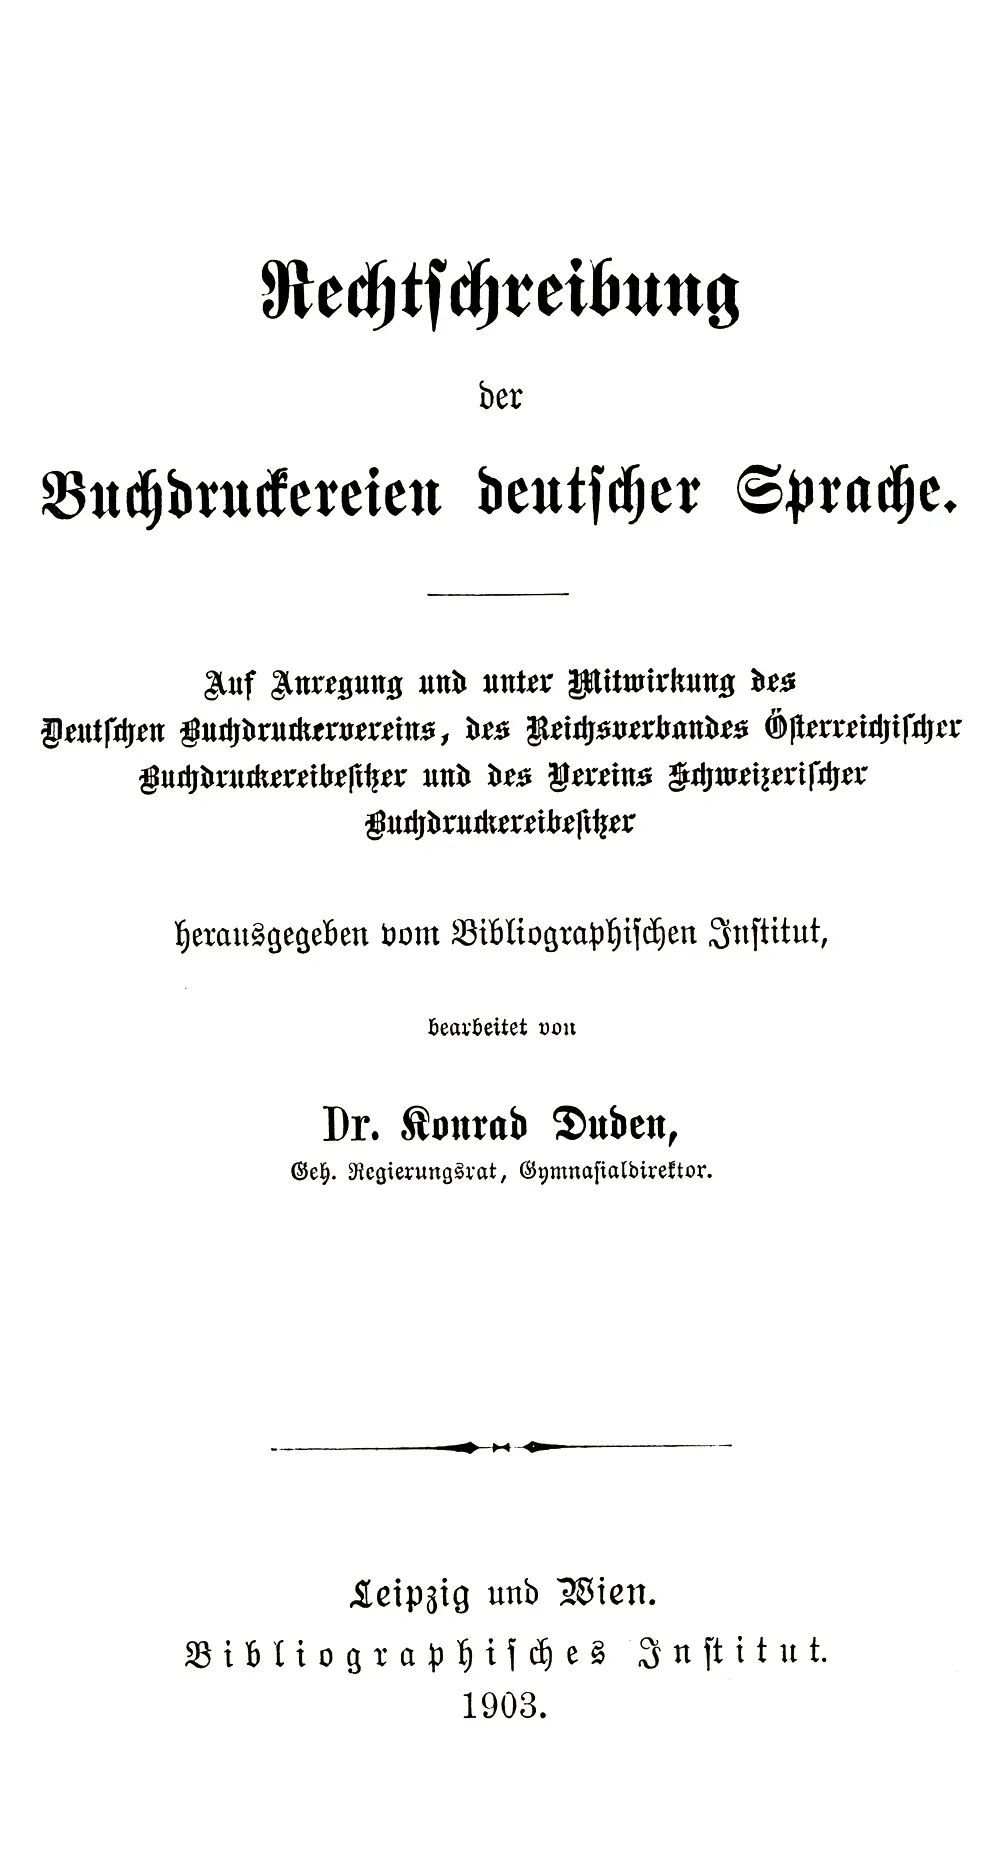 Rechtſchreibung
der
Buchdruckereien deutſcher Sprache.
Auf Anregung und unter Mitwirkung des
Deutſchen Buchdruckervereins, des Reichsverbandes Öſterreichiſcher
Buchdruckereibeſitzer und des Vereins Schweizeriſcher
Buchdruckereibeſitzer
herausgegeben vom Bibliographiſchen Inſtitut,
bearbeitet von
Dr. Konrad Duden,
Geh. Regierungsrat, Gymnaſialdirektor.
Leipzig und Wien.
Bibliographiſches Inſtitut.
1903.